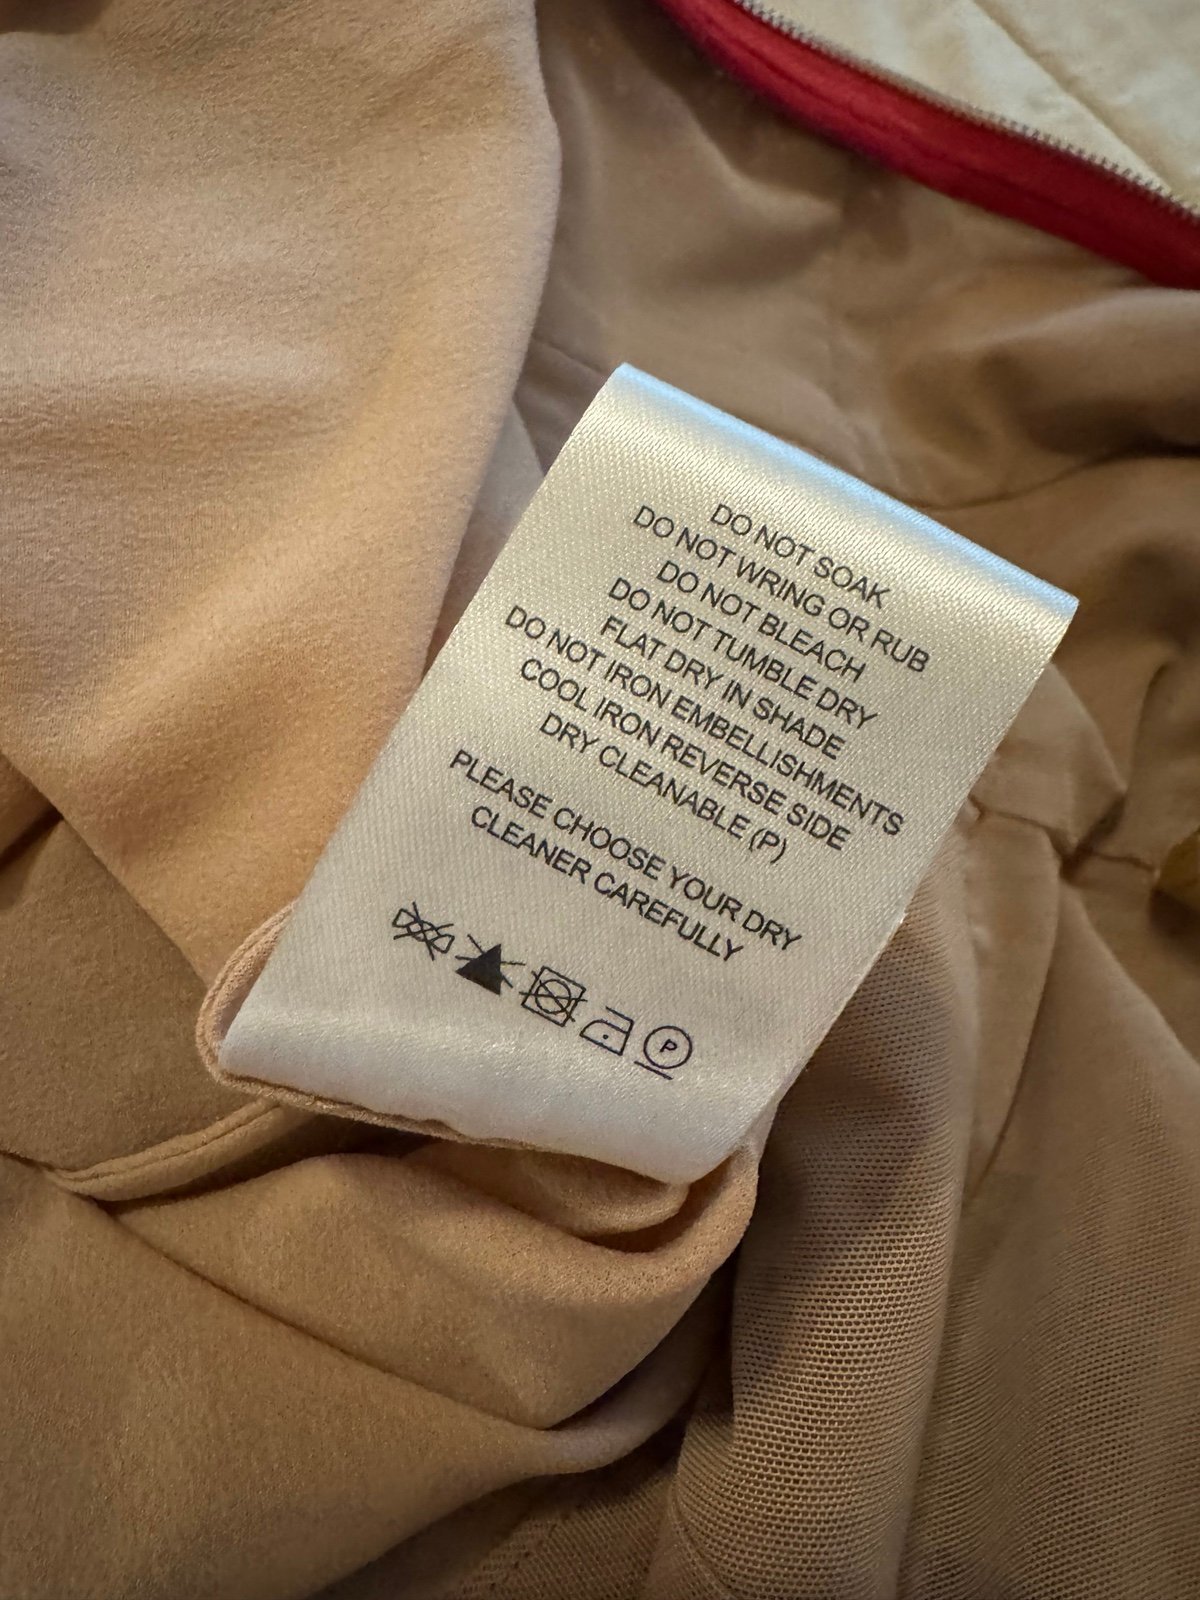 DO NOT SOAK
DO NOT WRING OR RUB
DO NOT BLEACH
DO NOT TUMBLE DRY
FLAT DRY IN SHADE
DO NOT IRON EMBELLISHMENTS
COOL IRON REVERSE SIDE
DRY CLEANABLE (P)
PLEASE CHOOSE YOUR DRY
CLEANER CAREFULLY
P